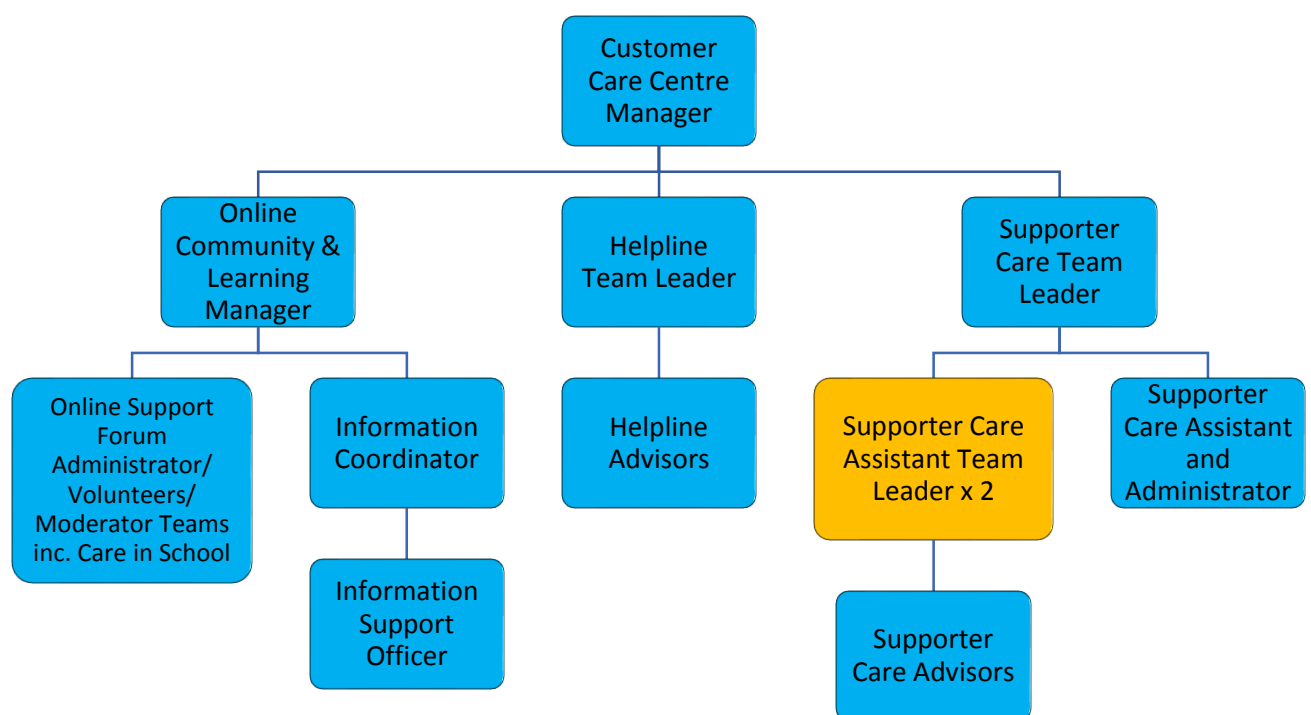 Customer
Care Centre
Manager
Online
Community &
Learning
Manager
Helpline
Team Leader
Supporter
Care Team
Leader
Online Support
Forum
Administrator/
Volunteers/
Moderator Teams
inc. Care in School
Information
Coordinator
Helpline
Advisors
Supporter Care
Assistant Team
Leader x 2
Supporter
Care Assistant
and
Administrator
Information
Support
Officer
Supporter
Care Advisors